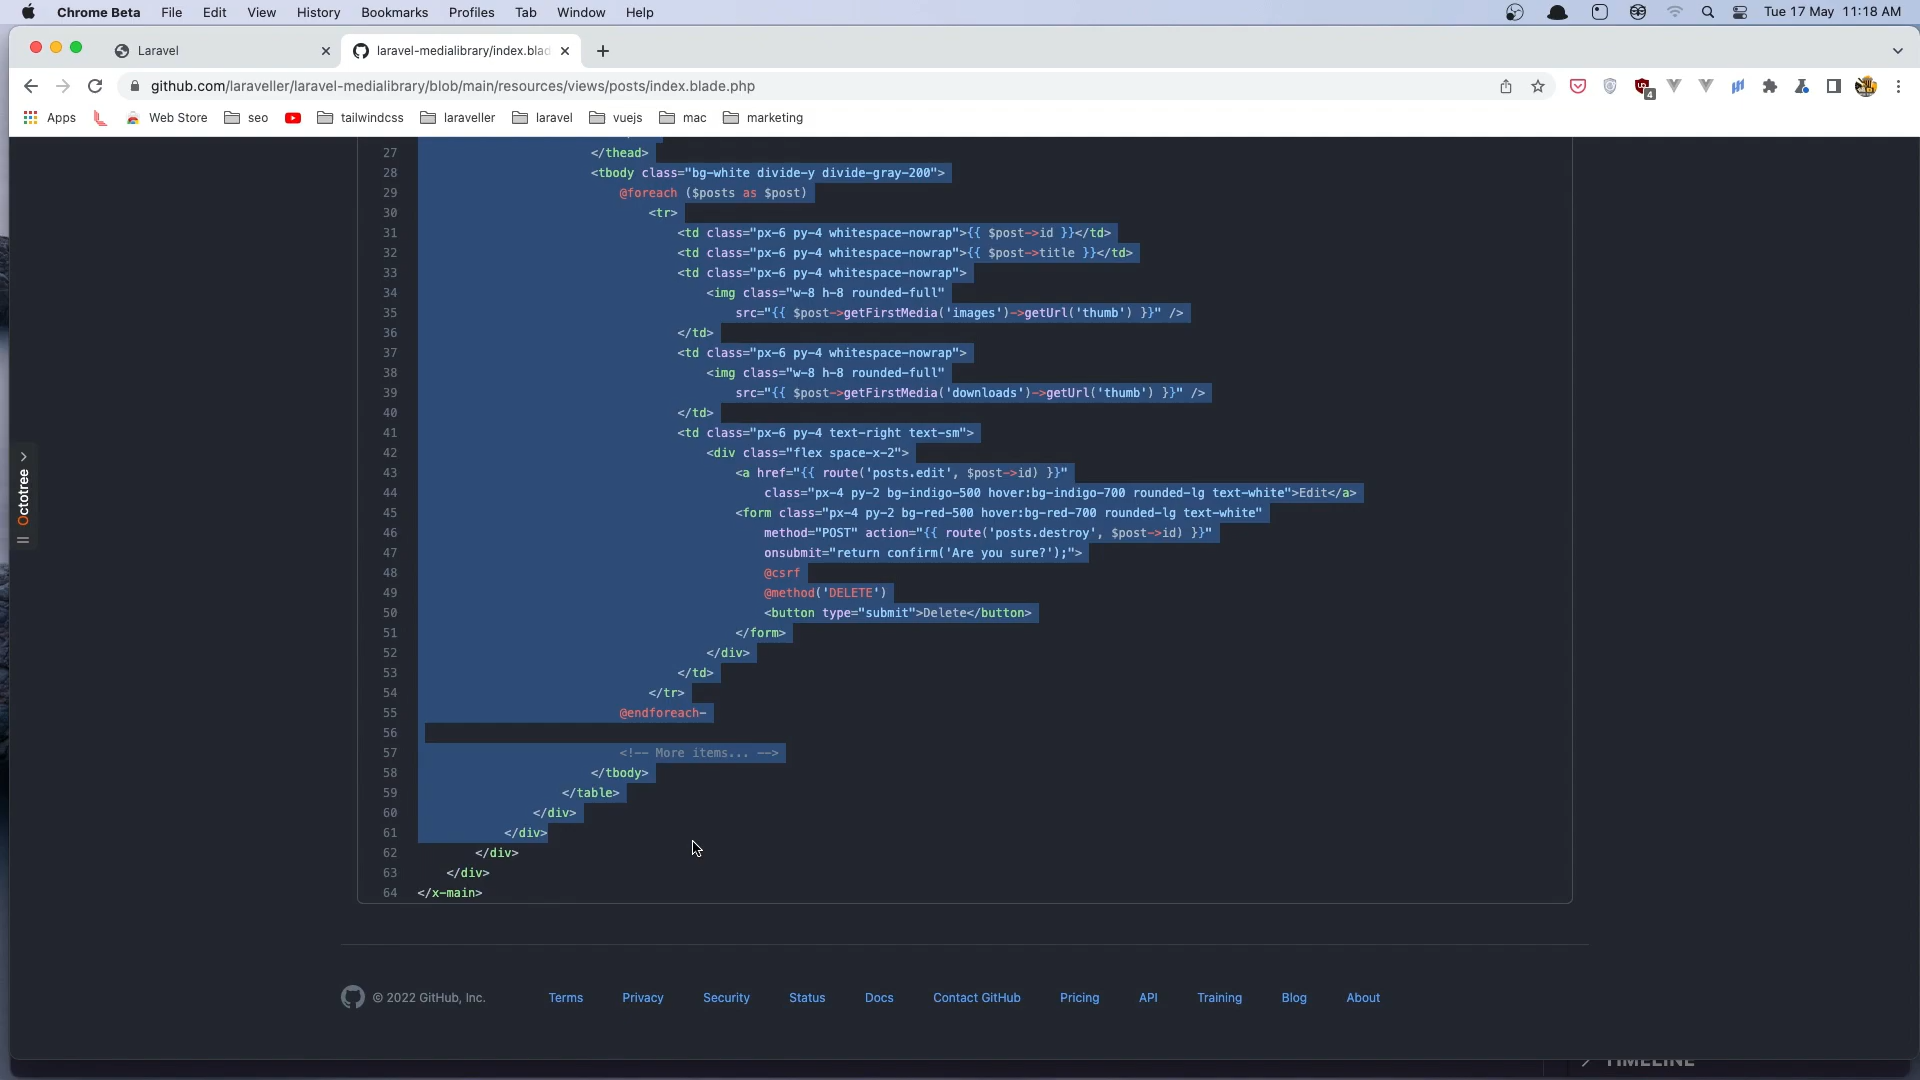 Chrome Beta File Edit View History Bookmarks Profiles Tab Window Help Tue 17 May 11:18 AM
Laravel laravel-medialibrary/index.blad
github.com/laraveller/laravel-medialibrary/blob/main/resources/views/posts/index.blade.php 4
Apps Web Store seo tailwindcss laraveller laravel vuejs mac marketing
27 </thead>
28 <tbody class="bg-white divide-y divide-gray-200">
29 @foreach ($posts as $post)
30 <tr>
31 <td class="px-6 py-4 whitespace-nowrap">{{ $post->id }}</td>
32 <td class="px-6 py-4 whitespace-nowrap">{{ $post->title }}</td>
33 <td class="px-6 py-4 whitespace-nowrap">
34 <img class="w-8 h-8 rounded-full"
35 src="{{ $post->getFirstMedia('images')->getUrl('thumb') }}" />
36 </td>
37 <td class="px-6 py-4 whitespace-nowrap">
38 <img class="w-8 h-8 rounded-full"
39 src="{{ $post->getFirstMedia('downloads')->getUrl('thumb') }}" />
40 </td>
41 <td class="px-6 py-4 text-right text-sm">
42 <div class="flex space-x-2">
43 <a href="{{ route('posts.edit', $post->id) }}"
44 class="px-4 py-2 bg-indigo-500 hover:bg-indigo-700 rounded-lg text-white">Edit</a>
45 <form class="px-4 py-2 bg-red-500 hover:bg-red-700 rounded-lg text-white"
46 method="POST" action="{{ route('posts.destroy', $post->id) }}"
47 onsubmit="return confirm('Are you sure?');">
48 @csrf
49 @method('DELETE')
50 <button type="submit">Delete</button>
51 </form>
52 </div>
53 </td>
54 </tr>
55 @endforeach-
56
57 <!-- More items... -->
58 </tbody>
59 </table>
60 </div>
61 </div>
62 </div>
63 </div>
64 </x-main>
Octotree
© 2022 GitHub, Inc. Terms Privacy Security Status Docs Contact GitHub Pricing API Training Blog About
TIMELINE